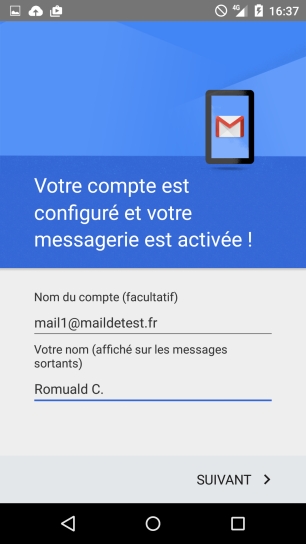 4G 16:37
Votre compte est
configuré et votre
messagerie est activée !
Nom du compte (facultatif)
mail1@maildetest.fr
Votre nom (affiché sur les messages
sortants)
Romuald C.
SUIVANT